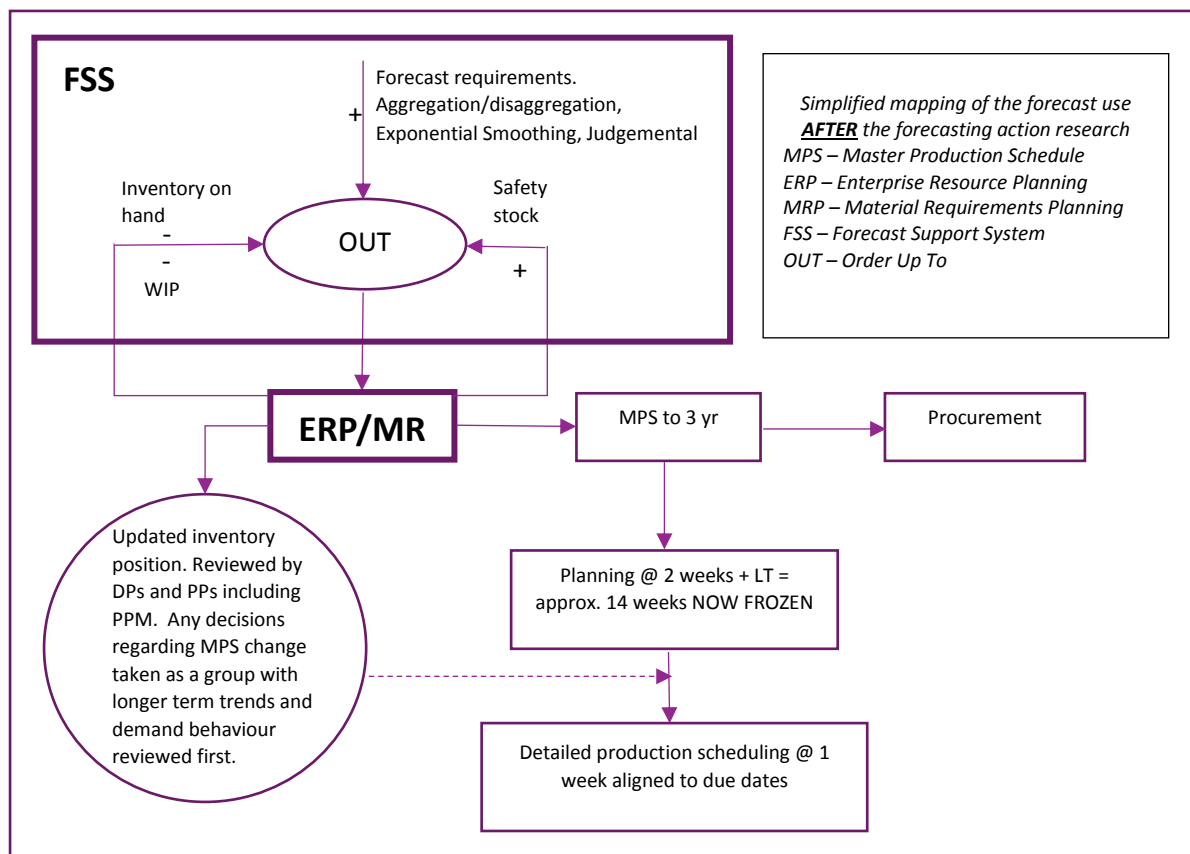 FSS
Forecast requirements.
Aggregation/disaggregation,
Exponential Smoothing, Judgemental
+
Inventory on
hand
-
-
WIP
Safety
stock
+
OUT
Simplified mapping of the forecast use
AFTER the forecasting action research
MPS – Master Production Schedule
ERP – Enterprise Resource Planning
MRP – Material Requirements Planning
FSS – Forecast Support System
OUT – Order Up To
ERP/MR
MPS to 3 yr
Procurement
Updated inventory
position. Reviewed by
DPs and PPs including
PPM.  Any decisions
regarding MPS change
taken as a group with
longer term trends and
demand behaviour
reviewed first.
Planning @ 2 weeks + LT =
approx. 14 weeks NOW FROZEN
Detailed production scheduling @ 1
week aligned to due dates